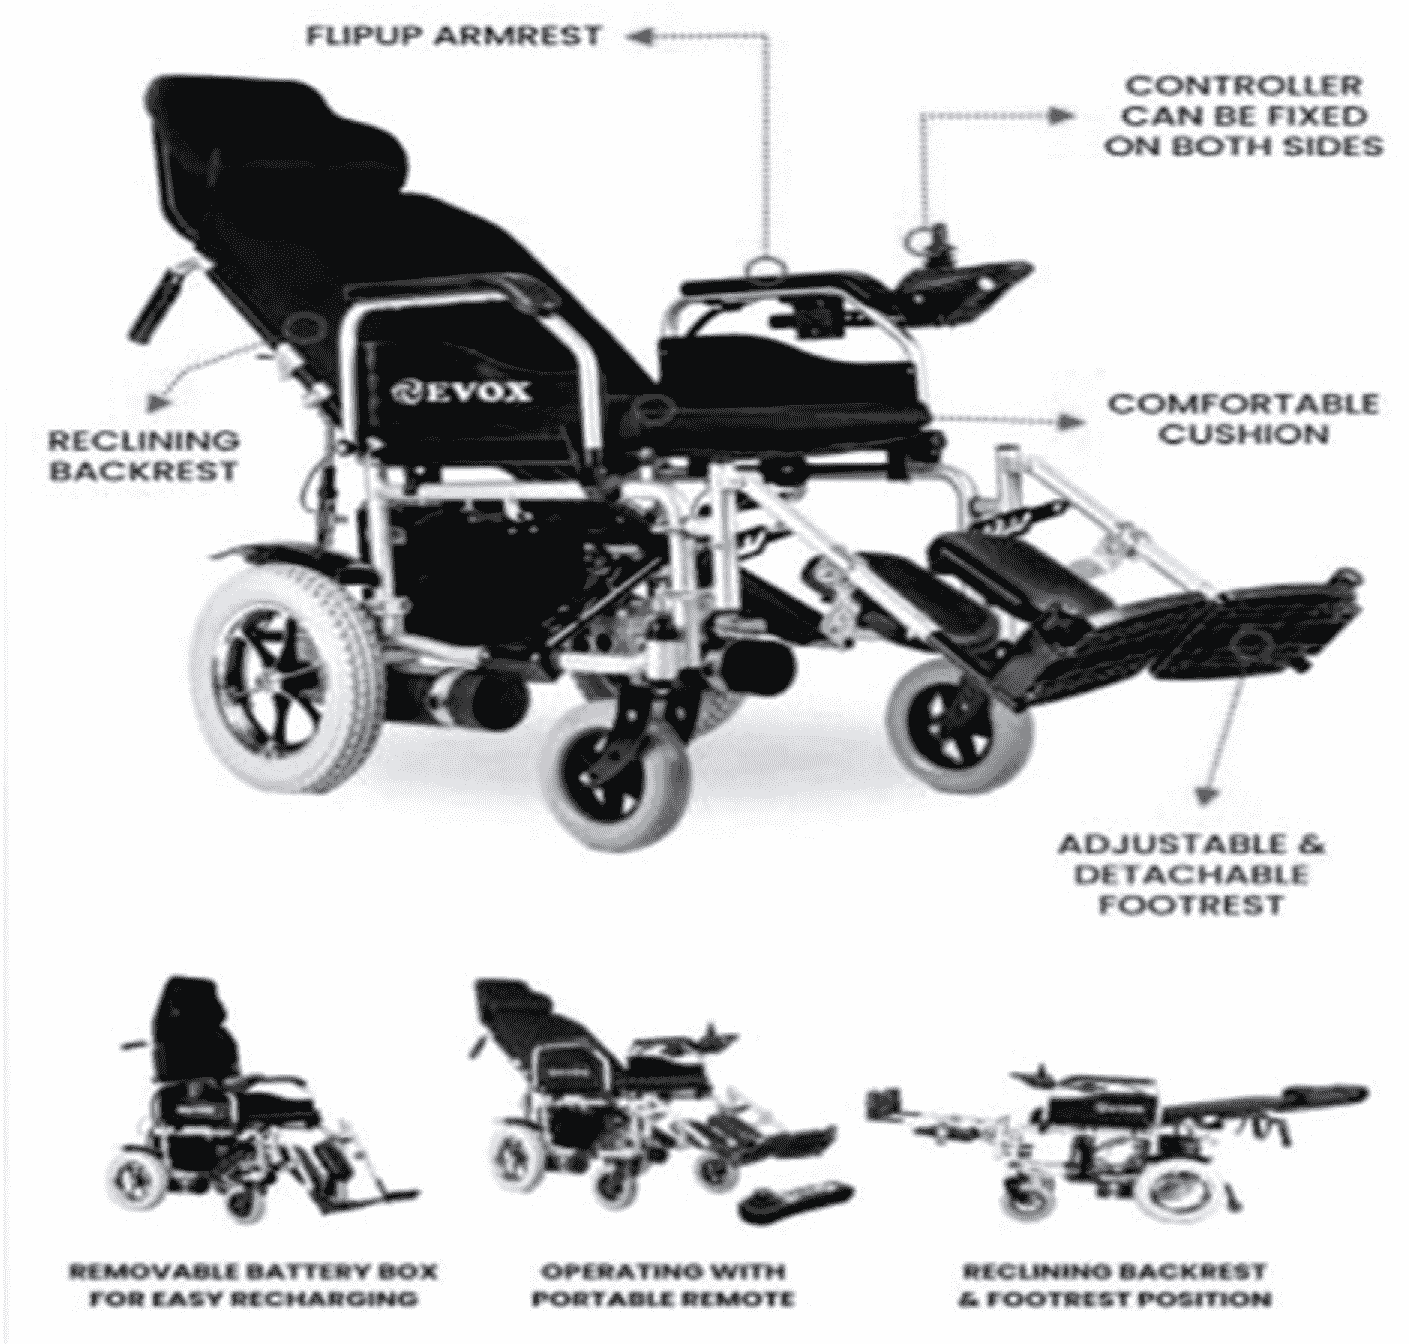 FLIPUP ARMREST
CONTROLLER
CAN BE FIXED
ON BOTH SIDES
EVOX
RECLINING
BACKREST
COMFORTABLE
CUSHION
ADJUSTABLE &
DETACHABLE
FOOTREST
REMOVABLE BATTERY BOX
FOR EASY RECHARGING
OPERATING WITH
PORTABLE REMOTE
RECLINING BACKREST
& FOOTREST POSITION